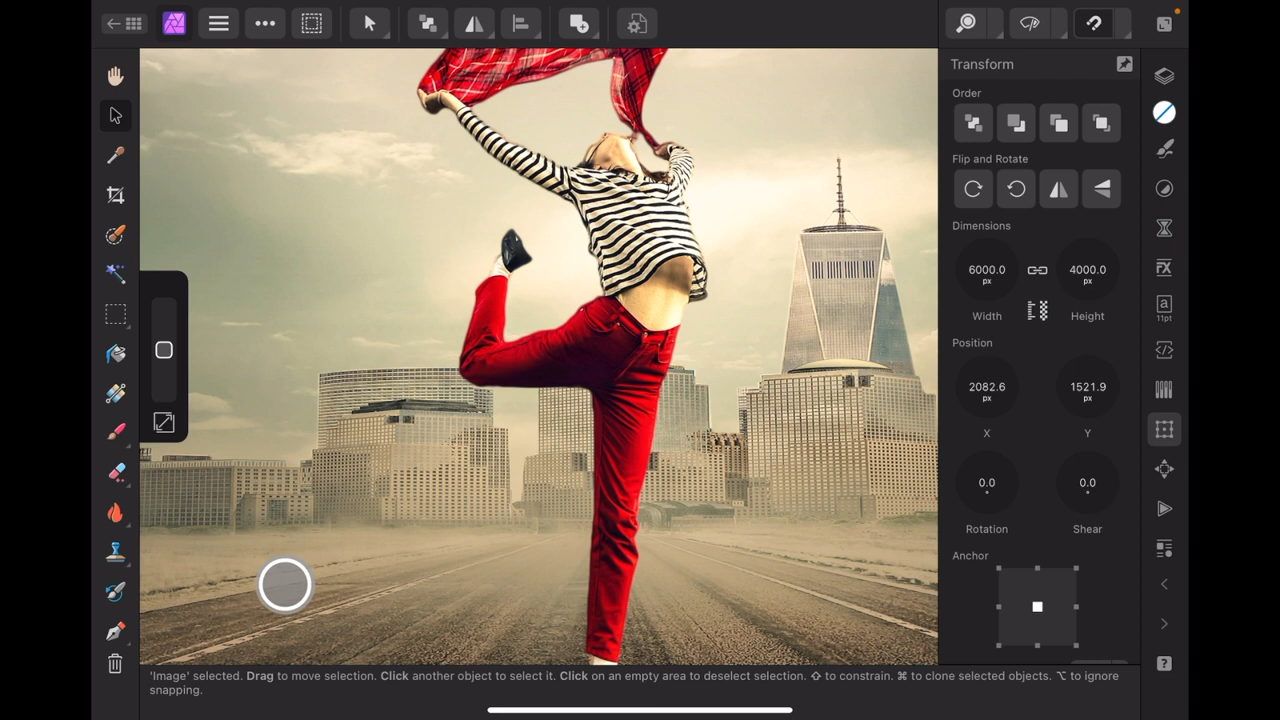 Transform
Order
Flip and Rotate
Dimensions
6000.0 px
4000.0 px
Width
Height
Position
2082.6 px
1521.9 px
X
Y
0.0 °
0.0 °
Rotation
Shear
Anchor
FX
a
11pt
?
'Image' selected. Drag to move selection. Click another object to select it. Click on an empty area to deselect selection. ⇧ to constrain. ⌘ to clone selected objects. ⌥ to ignore
snapping.